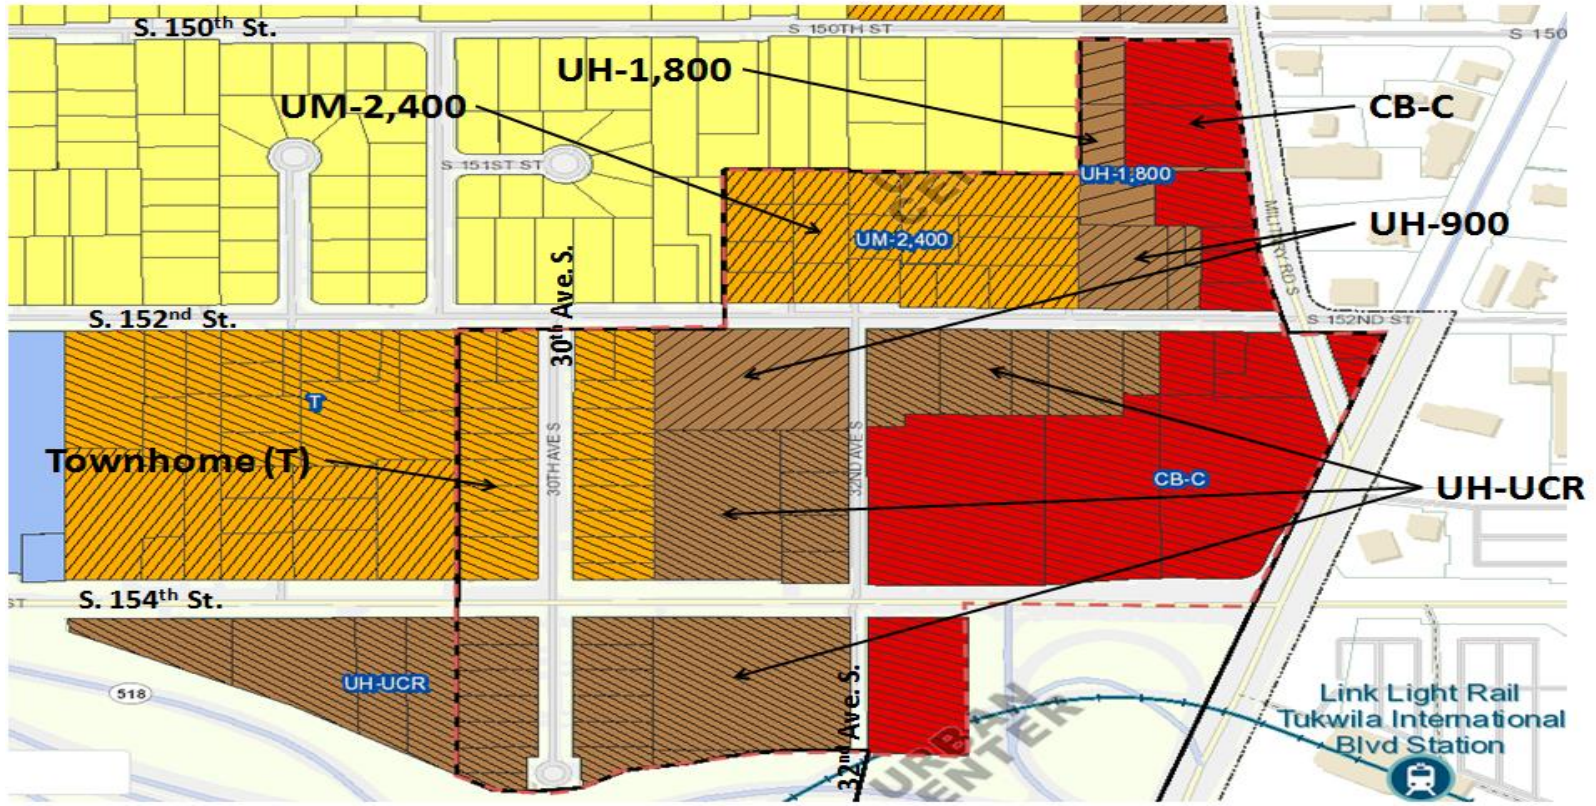 S. 150th St.
S 150TH ST
S 150
UH-1,800
UM-2,400
CB-C
S 151ST ST
UH-1,800
UH-900
UM-2,400
MILITARY RD S
30th Ave. S.
S. 152nd St.
S 152ND ST
T
Townhome (T)
30TH AVE S
32ND AVE S
CB-C
UH-UCR
S. 154th St.
ST
UH-UCR
518
32nd Ave. S.
URBAN
CENTER
Link Light Rail
Tukwila International
Blvd Station